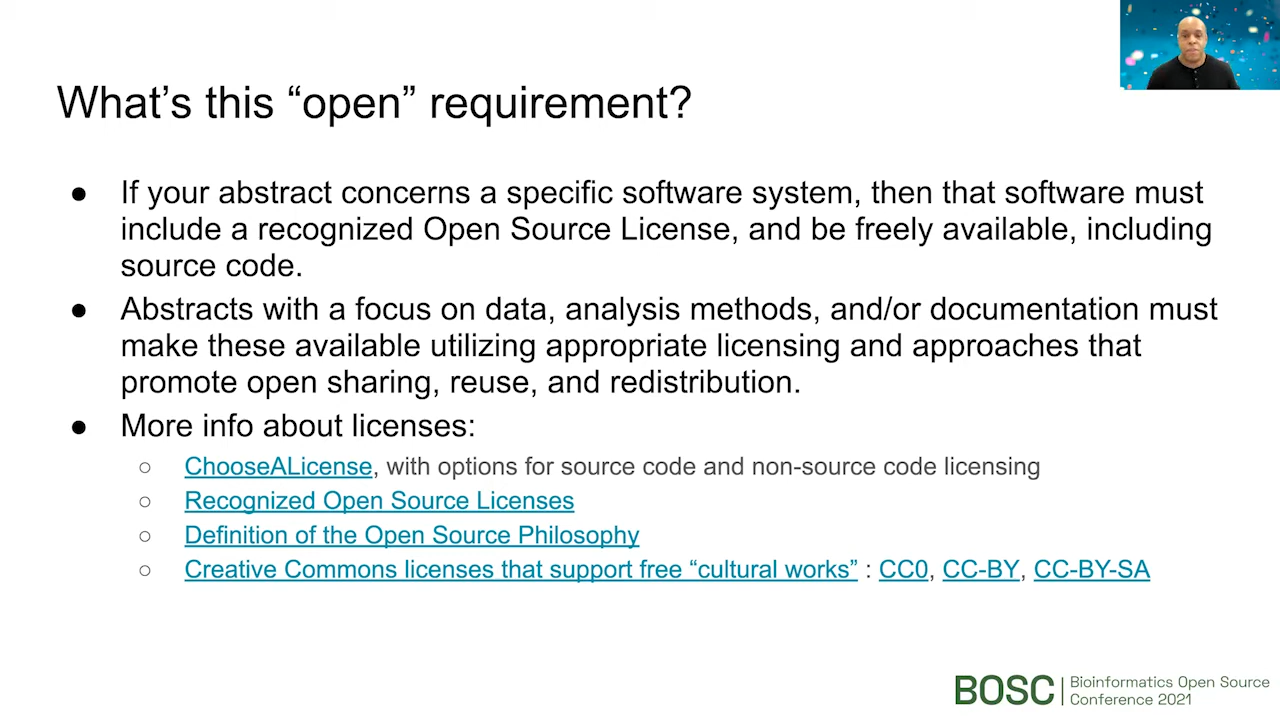 What’s this “open” requirement?
● If your abstract concerns a specific software system, then that software must
include a recognized Open Source License, and be freely available, including
source code.
● Abstracts with a focus on data, analysis methods, and/or documentation must
make these available utilizing appropriate licensing and approaches that
promote open sharing, reuse, and redistribution.
● More info about licenses:
○ ChooseALicense, with options for source code and non-source code licensing
○ Recognized Open Source Licenses
○ Definition of the Open Source Philosophy
○ Creative Commons licenses that support free “cultural works” : CC0, CC-BY, CC-BY-SA
BOSC | Bioinformatics Open Source
Conference 2021